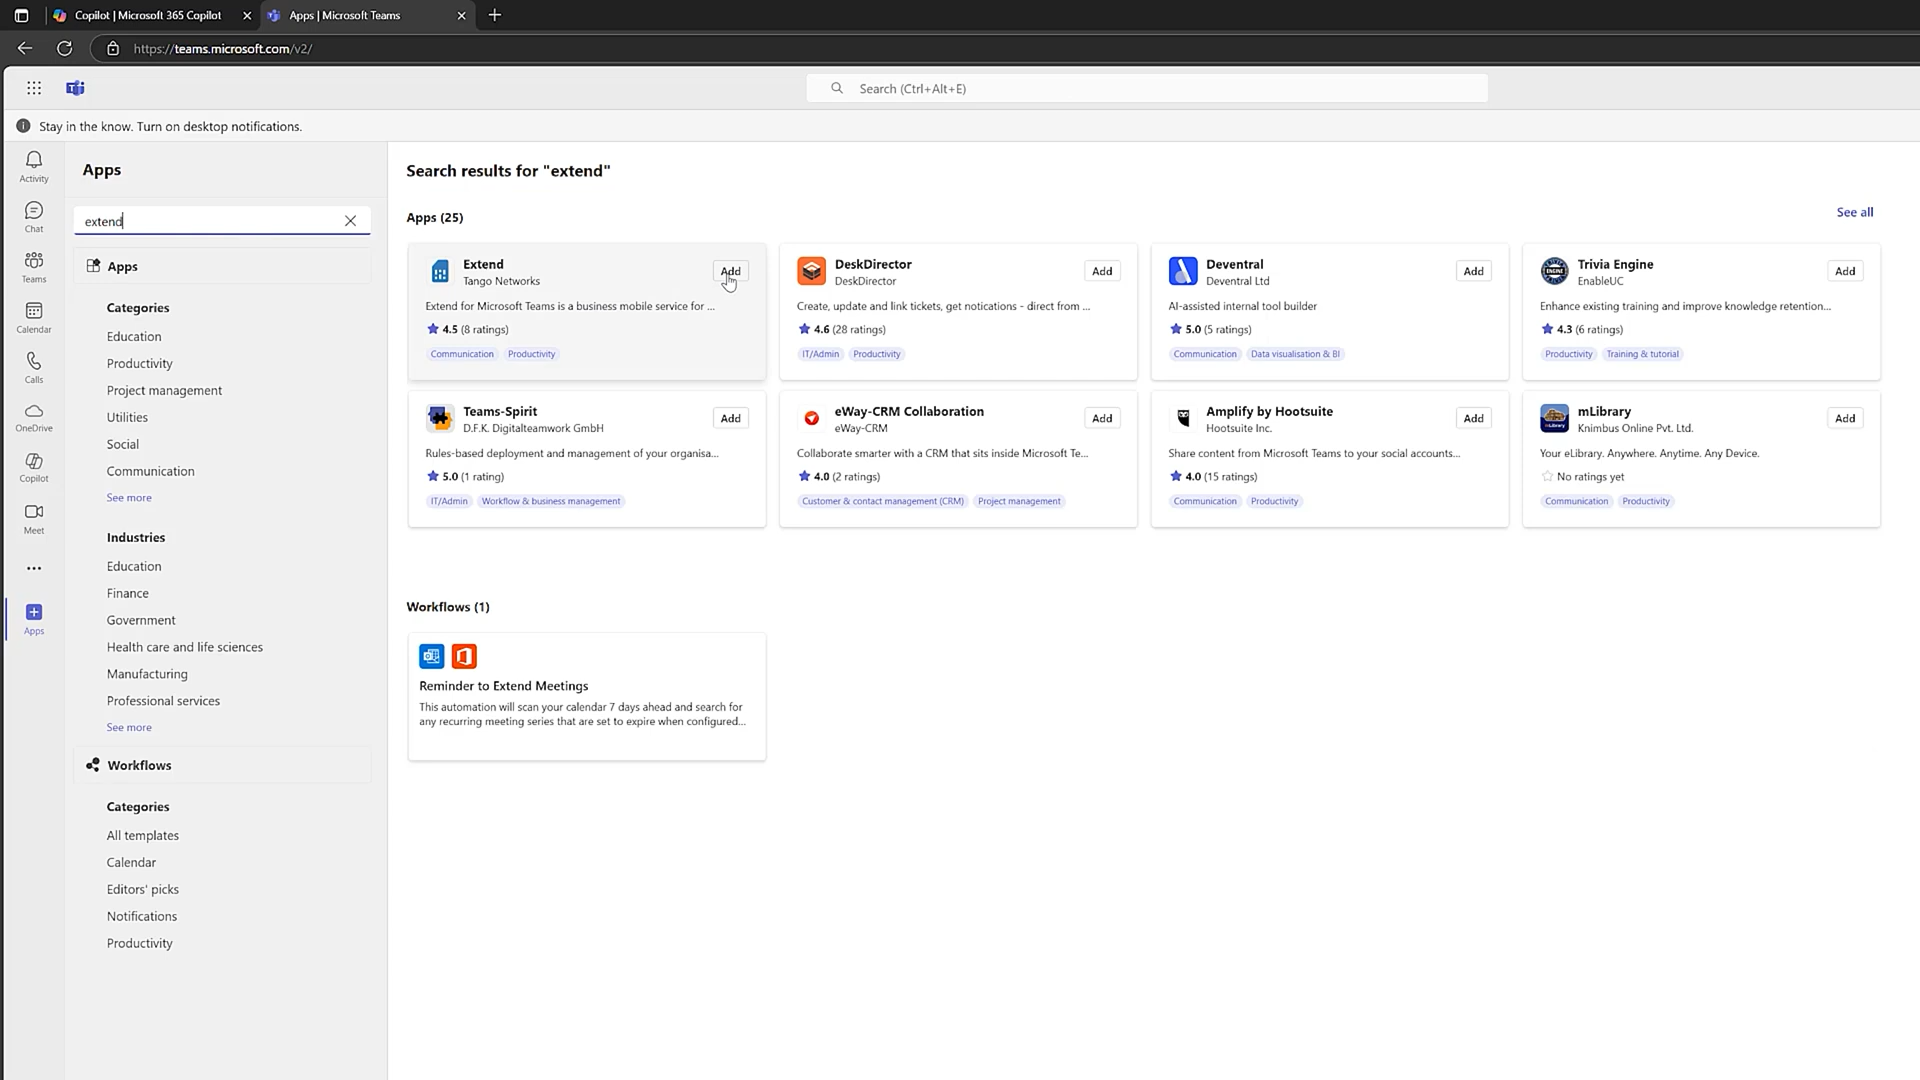 Copilot | Microsoft 365 Copilot
Apps | Microsoft Teams
https://teams.microsoft.com/v2/
Search (Ctrl+Alt+E)
Stay in the know. Turn on desktop notifications.
Activity
Chat
Teams
Calendar
Calls
OneDrive
Copilot
Meet
Apps
Apps
extend
Apps
Categories
Education
Productivity
Project management
Utilities
Social
Communication
See more
Industries
Education
Finance
Government
Health care and life sciences
Manufacturing
Professional services
See more
Workflows
Categories
All templates
Calendar
Editors' picks
Notifications
Productivity
Search results for "extend"
Apps (25)
See all
Extend
Tango Networks
Add
Extend for Microsoft Teams is a business mobile service for ...
4.5 (8 ratings)
Communication Productivity
DeskDirector
DeskDirector
Add
Create, update and link tickets, get notications - direct from ...
4.6 (28 ratings)
IT/Admin Productivity
Deventral
Deventral Ltd
Add
AI-assisted internal tool builder
5.0 (5 ratings)
Communication Data visualisation & BI
ENGINE
Trivia Engine
EnableUC
Add
Enhance existing training and improve knowledge retention...
4.3 (6 ratings)
Productivity Training & tutorial
Teams-Spirit
D.F.K. Digitalteamwork GmbH
Add
Rules-based deployment and management of your organisa...
5.0 (1 rating)
IT/Admin Workflow & business management
eWay-CRM Collaboration
eWay-CRM
Add
Collaborate smarter with a CRM that sits inside Microsoft Te...
4.0 (2 ratings)
Customer & contact management (CRM) Project management
Amplify by Hootsuite
Hootsuite Inc.
Add
Share content from Microsoft Teams to your social accounts...
4.0 (15 ratings)
Communication Productivity
mLibrary
mLibrary
Knimbus Online Pvt. Ltd.
Add
Your eLibrary. Anywhere. Anytime. Any Device.
No ratings yet
Communication Productivity
Workflows (1)
Reminder to Extend Meetings
This automation will scan your calendar 7 days ahead and search for
any recurring meeting series that are set to expire when configured...